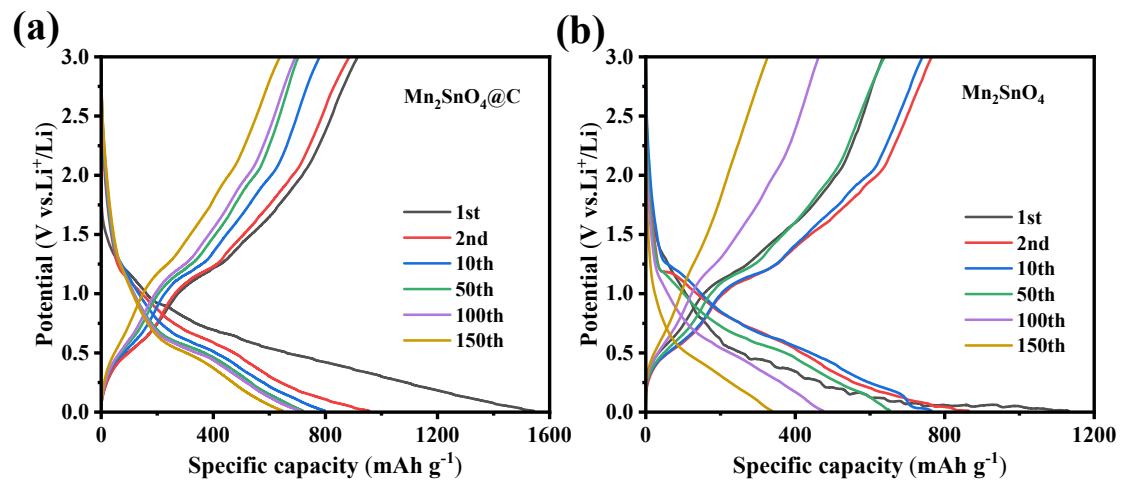 (a)
Potential (V vs.Li⁺/Li)
3.0
2.5
2.0
1.5
1.0
0.5
0.0
Mn₂SnO₄@C
1st
2nd
10th
50th
100th
150th
0 400 800 1200 1600
Specific capacity (mAh g⁻¹)
(b)
Potential (V vs.Li⁺/Li)
3.0
2.5
2.0
1.5
1.0
0.5
0.0
Mn₂SnO₄
1st
2nd
10th
50th
100th
150th
0 400 800 1200
Specific capacity (mAh g⁻¹)